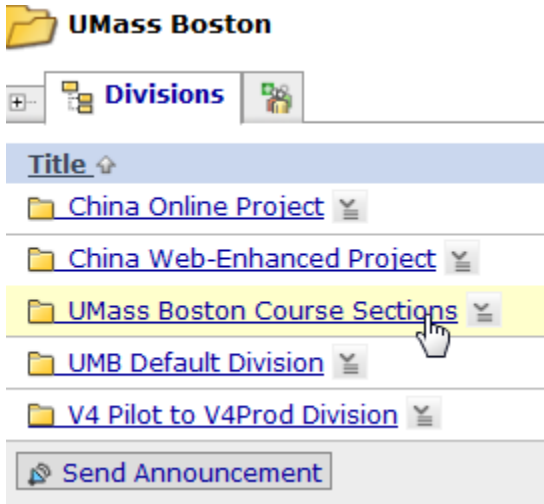 UMass Boston
Divisions
Title
China Online Project
China Web-Enhanced Project
UMass Boston Course Sections
UMB Default Division
V4 Pilot to V4Prod Division
Send Announcement